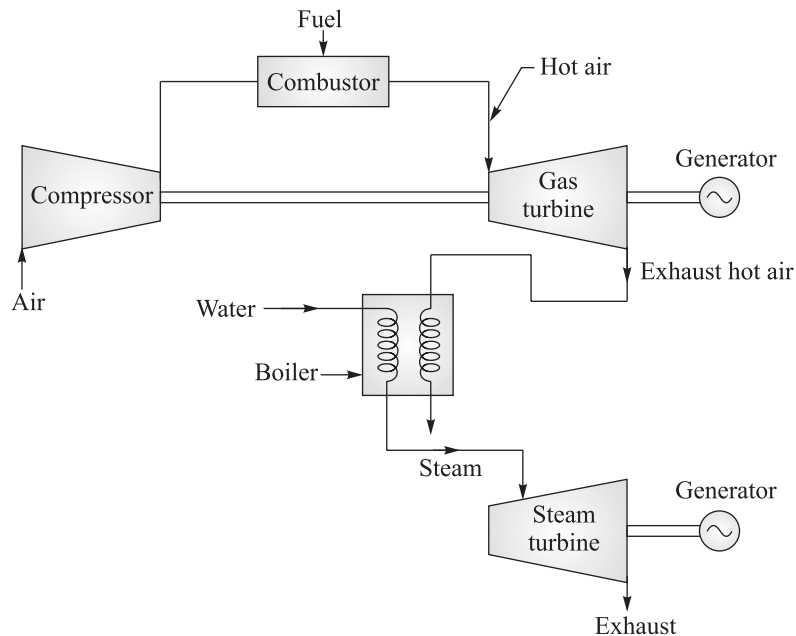 Fuel
Combustor
Hot air
Compressor
Gas
turbine
Generator
Air
Exhaust hot air
Water
Boiler
Steam
Steam
turbine
Generator
Exhaust